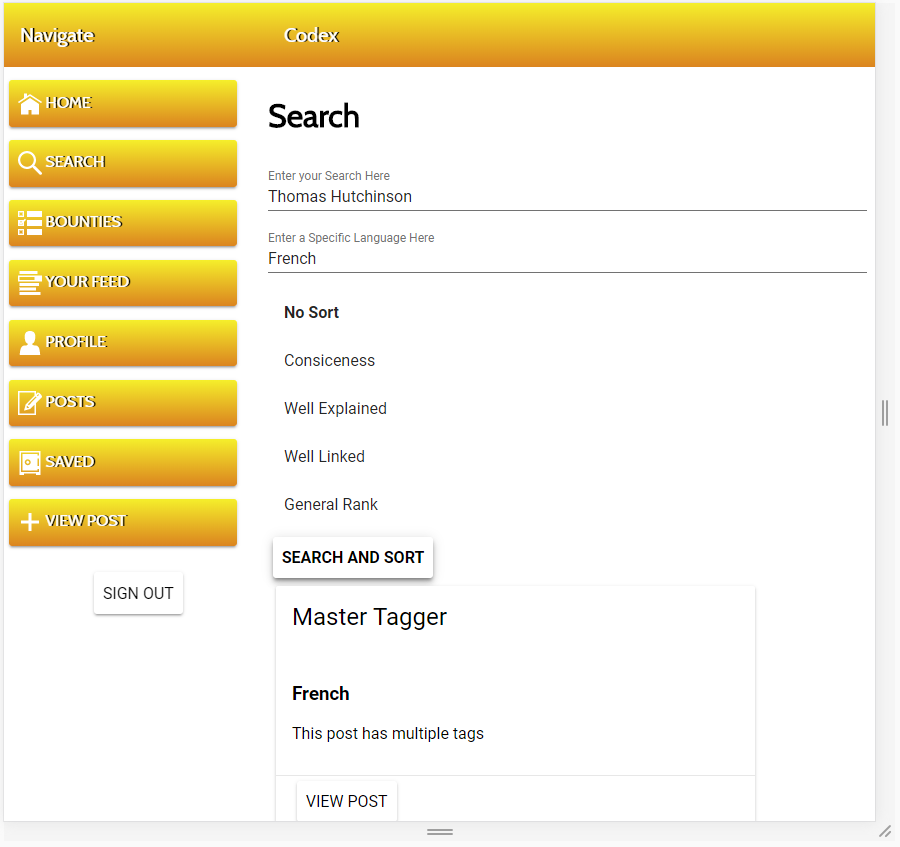 Navigate
Codex
HOME
SEARCH
BOUNTIES
YOUR FEED
PROFILE
POSTS
SAVED
VIEW POST
SIGN OUT
Search
Enter your Search Here
Thomas Hutchinson
Enter a Specific Language Here
French
No Sort
Consiceness
Well Explained
Well Linked
General Rank
SEARCH AND SORT
Master Tagger
French
This post has multiple tags
VIEW POST